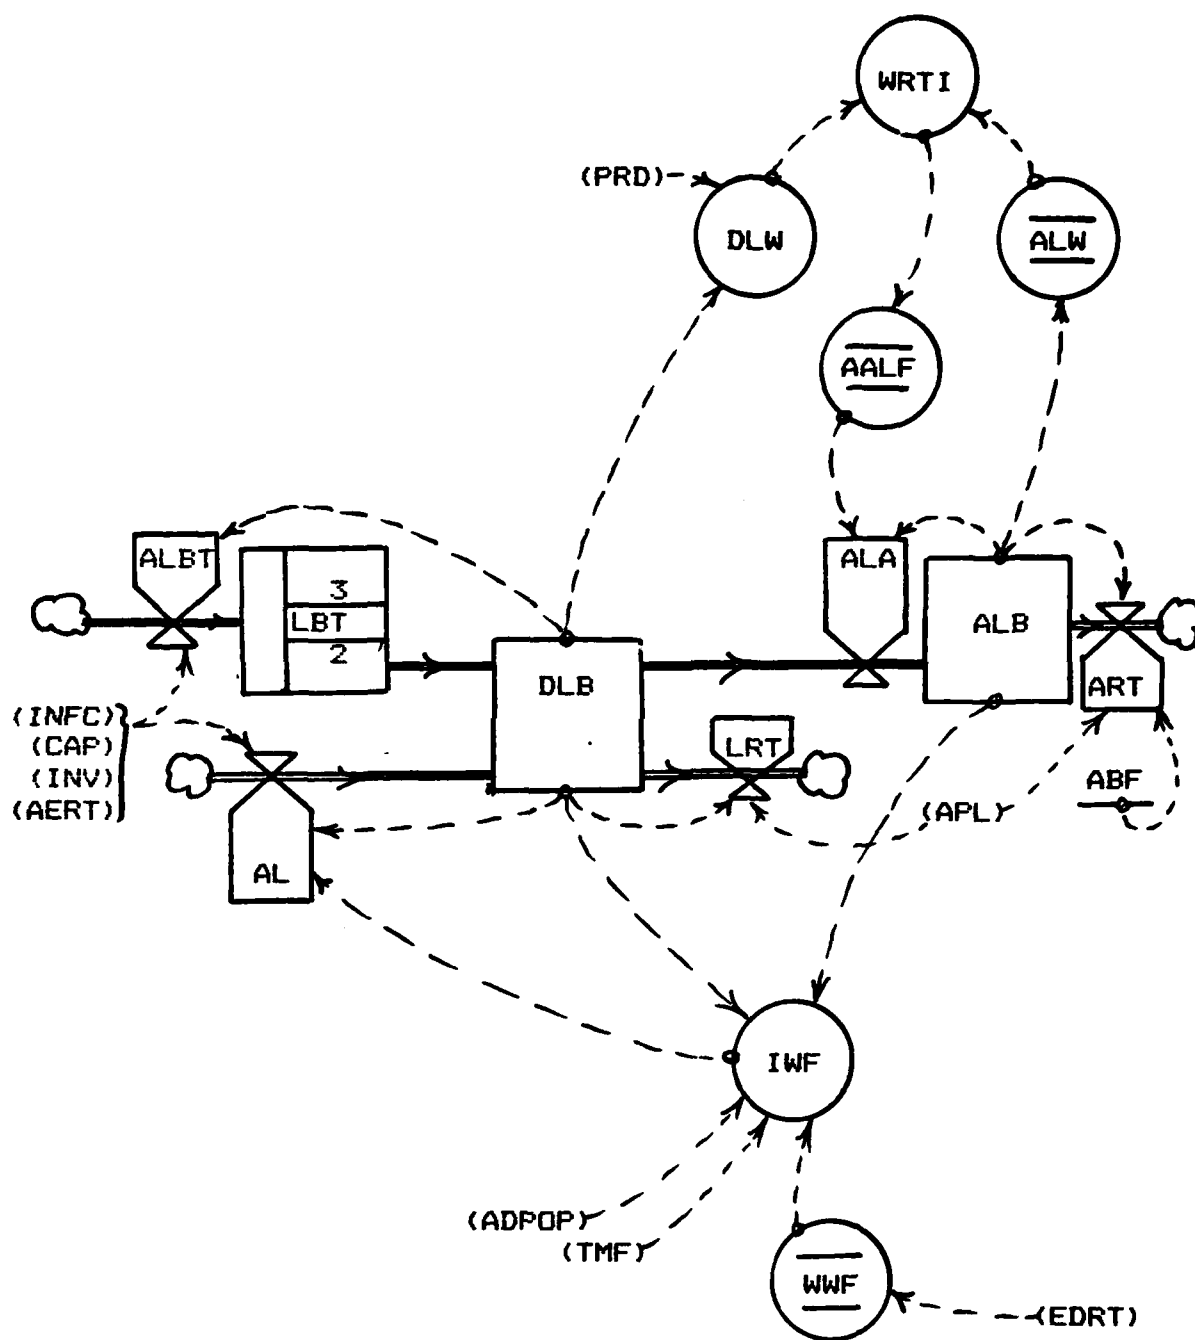 WRTI
(PRD)
DLW
ALW
AALF
ALBT
3
LBT
2
ALA
ALB
DLB
ART
(INFC)
(CAP)
(INV)
(AERT)
LRT
ABF
(APL)
AL
IWF
(ADPOP)
(TMF)
WWF
(EDRT)